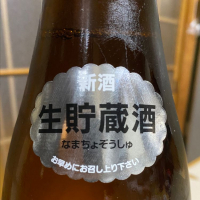 新酒
生貯蔵酒
なまちょぞうしゅ
お早めにお召し上り下さい